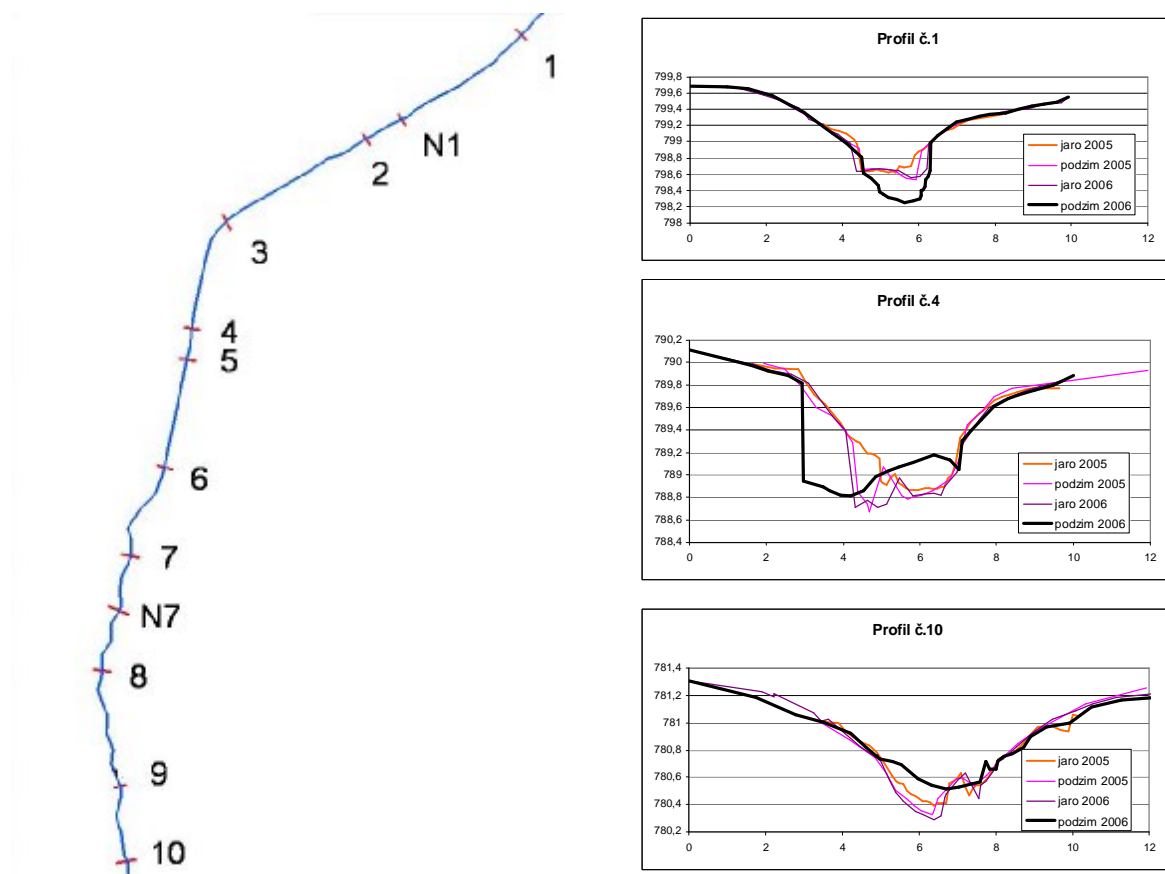 1
N1
2
3
4
5
6
7
N7
8
9
10
Profil č.1
799,8
799,6
799,4
799,2
799
798,8
798,6
798,4
798,2
798
0 2 4 6 8 10 12
jaro 2005
podzim 2005
jaro 2006
podzim 2006
Profil č.4
790,2
790
789,8
789,6
789,4
789,2
789
788,8
788,6
788,4
0 2 4 6 8 10 12
jaro 2005
podzim 2005
jaro 2006
podzim 2006
Profil č.10
781,4
781,2
781
780,8
780,6
780,4
780,2
0 2 4 6 8 10 12
jaro 2005
podzim 2005
jaro 2006
podzim 2006